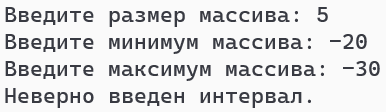 Введите размер массива: 5
Введите минимум массива: -20
Введите максимум массива: -30
Неверно введен интервал.